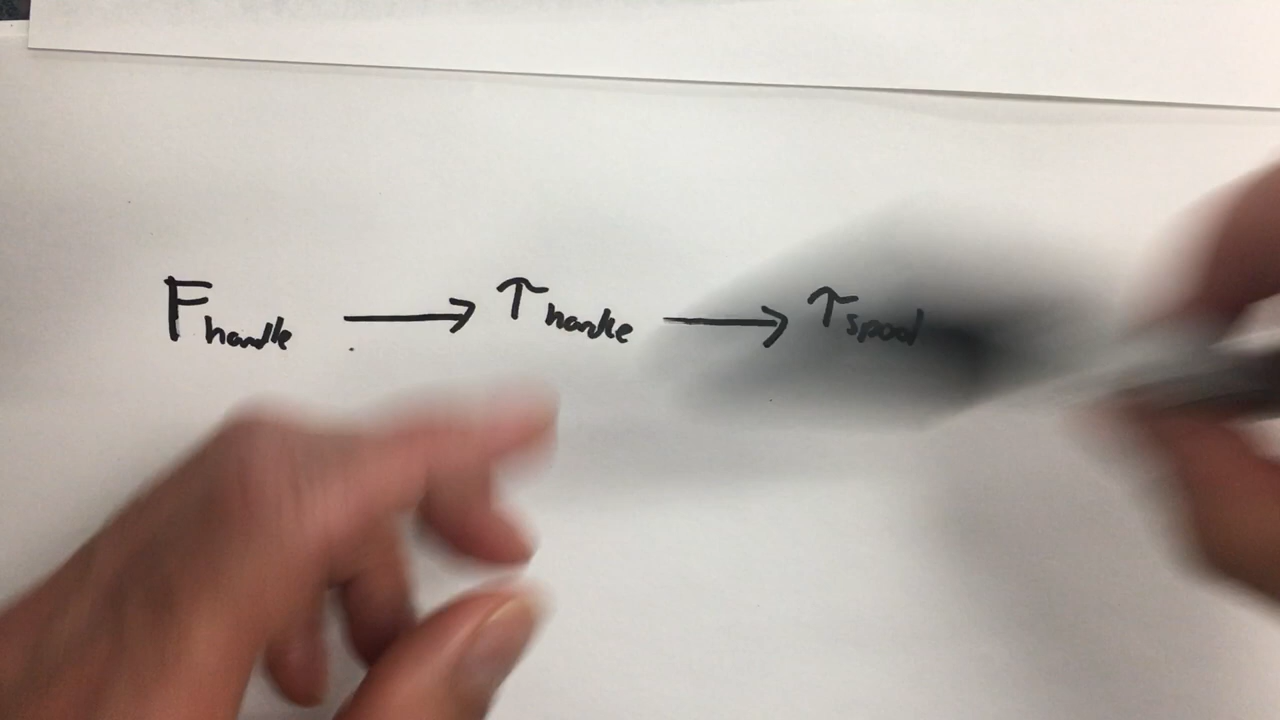 F handle → τ handle → τ spool